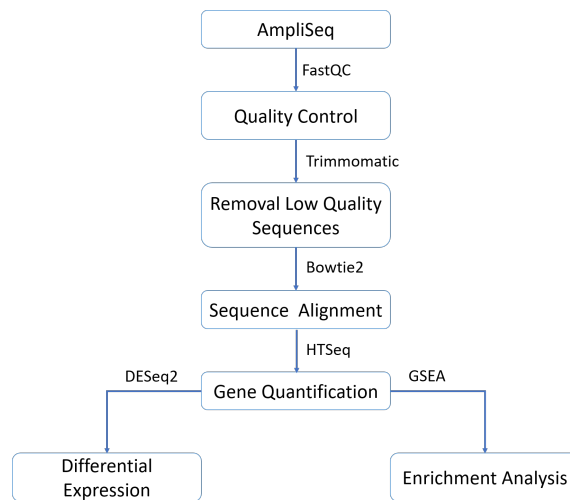 AmpliSeq
FastQC
Quality Control
Trimmomatic
Removal Low Quality
Sequences
Bowtie2
Sequence Alignment
HTSeq
DESeq2
Gene Quantification
GSEA
Differential
Expression
Enrichment Analysis